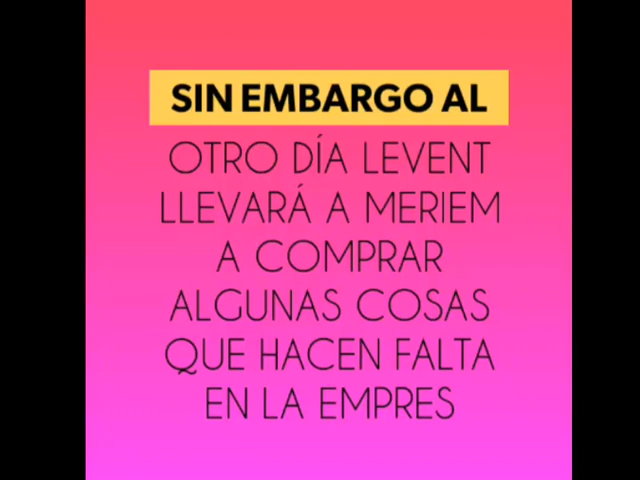 SIN EMBARGO AL
OTRO DÍA LEVENT
LLEVARÁ A MERIEM
A COMPRAR
ALGUNAS COSAS
QUE HACEN FALTA
EN LA EMPRES